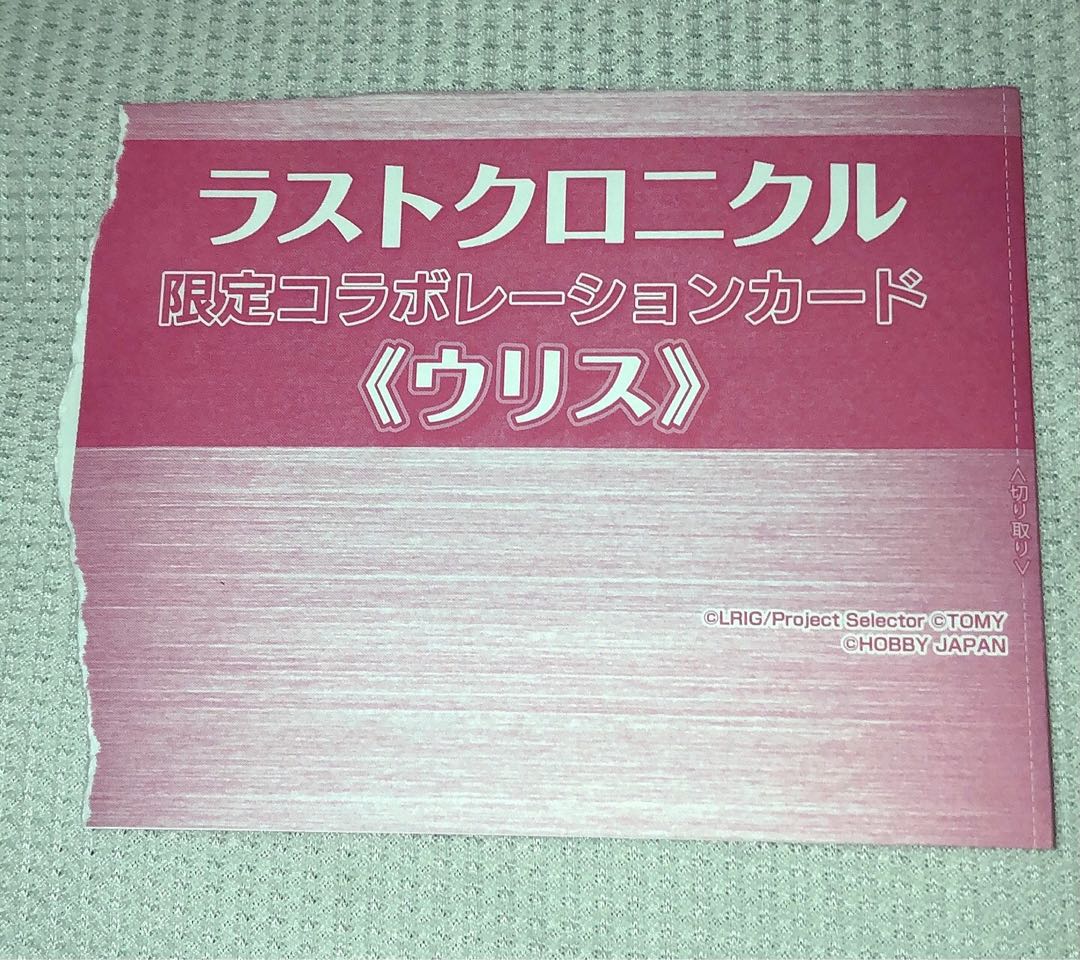 ラストクロニクル
限定コラボレーションカード
《ウリス》
<切り取り>
©LRIG/Project Selector ©TOMY
©HOBBY JAPAN